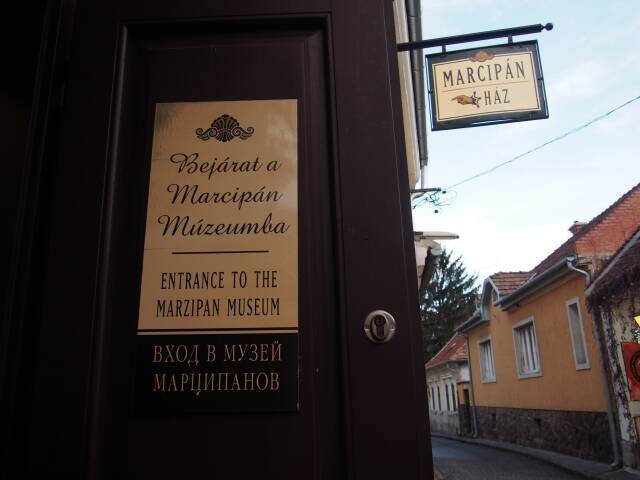 Bejárat a
Marcipán
Múzeumba
ENTRANCE TO THE
MARZIPAN MUSEUM
ВХОД В МУЗЕЙ
МАРЦИПАНОВ
MARCIPÁN
HÁZ